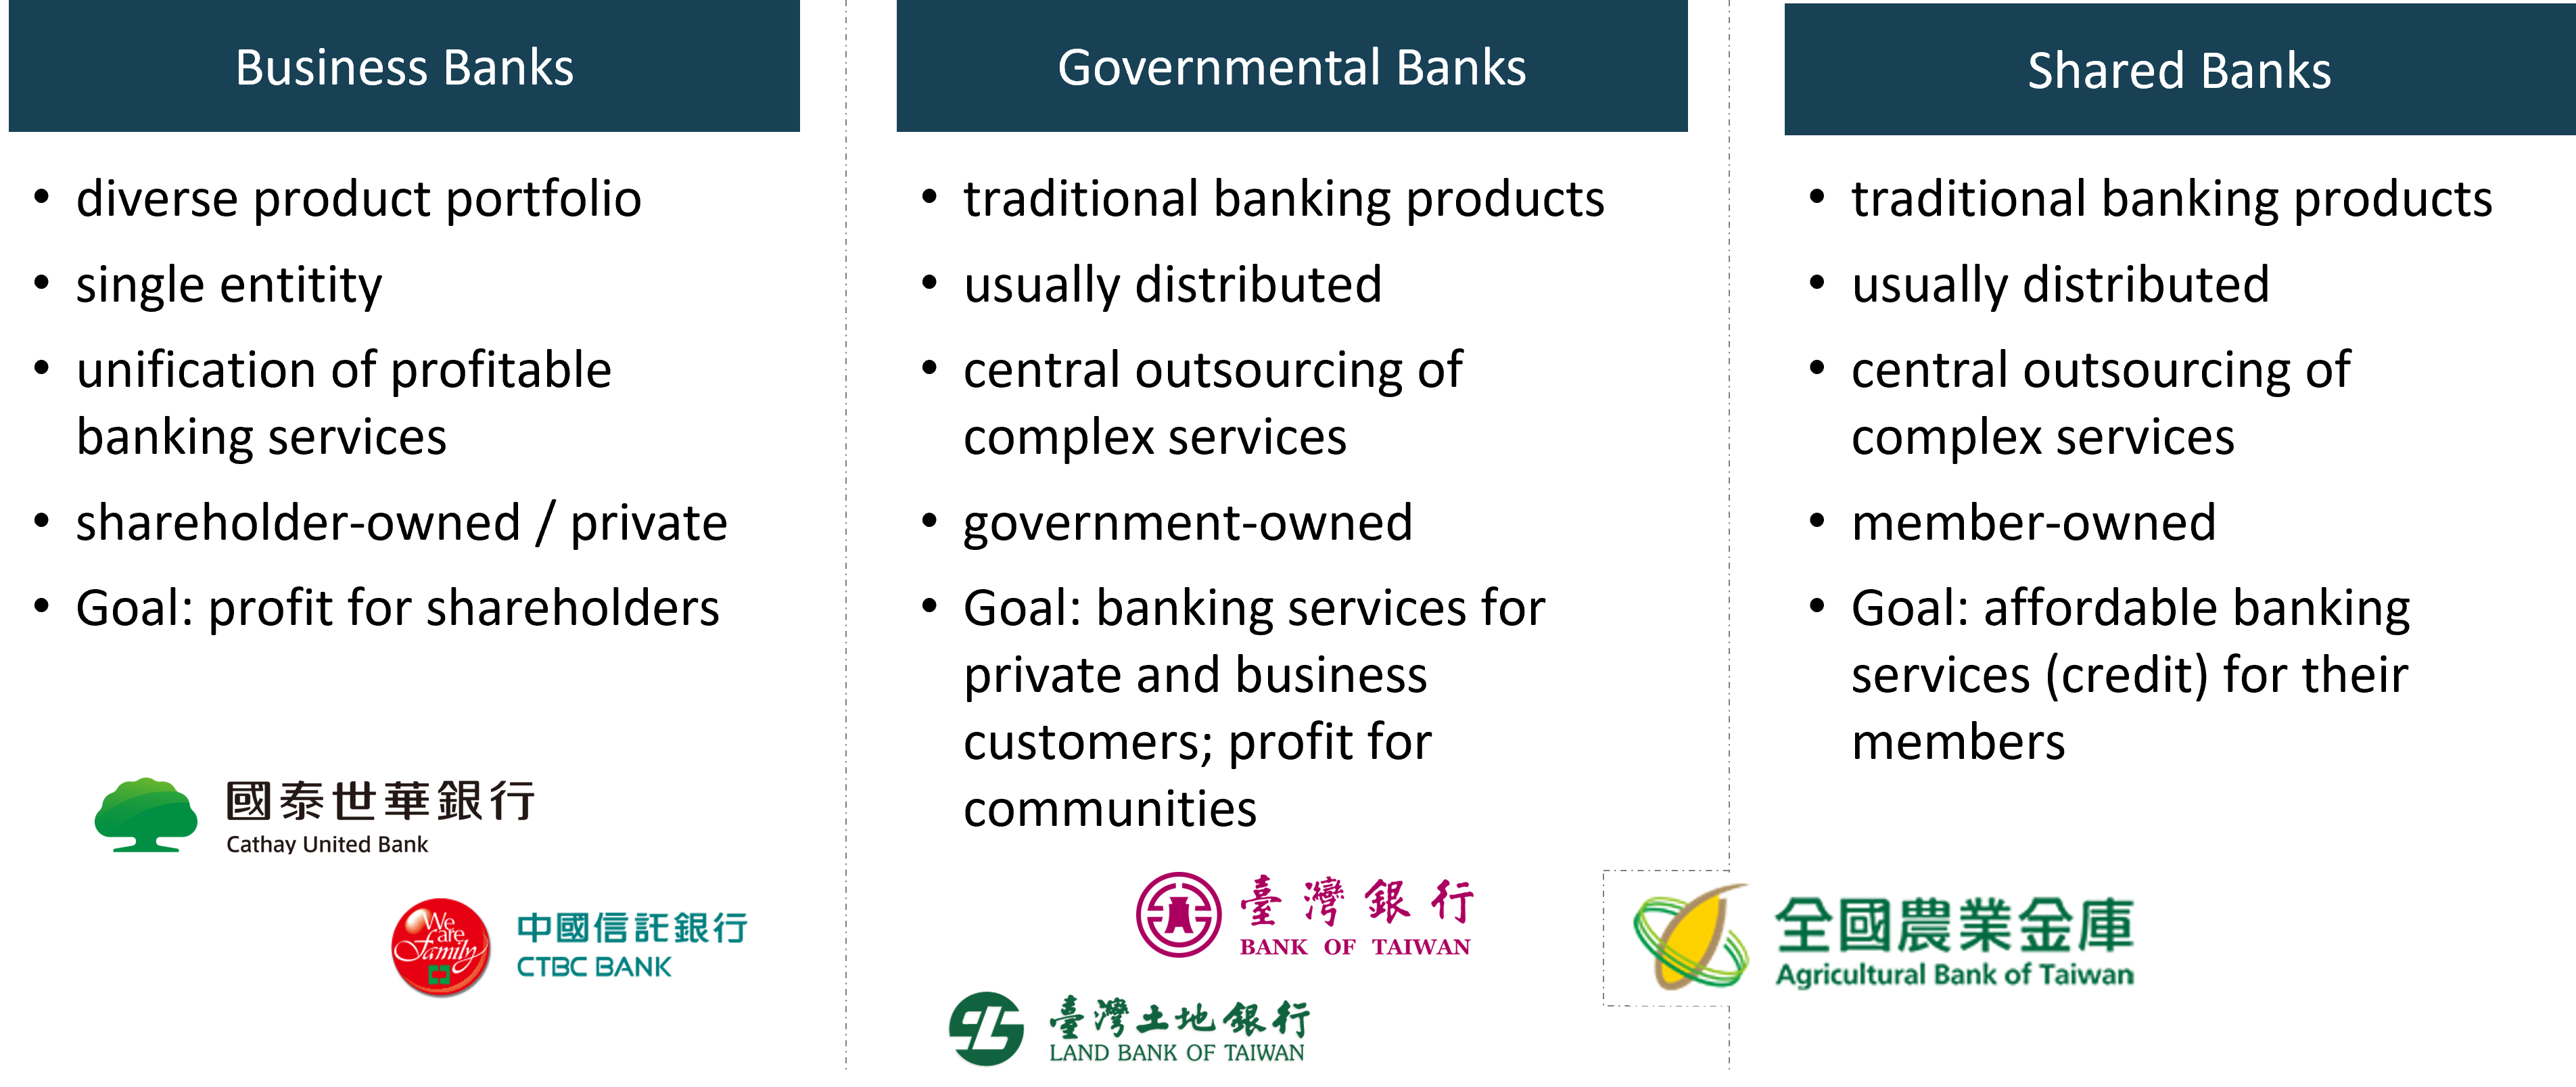 Business Banks
• diverse product portfolio
• single entitity
• unification of profitable
banking services
• shareholder-owned / private
• Goal: profit for shareholders
國泰世華銀行
Cathay United Bank
We
are
Family
中國信託銀行
CTBC BANK
Governmental Banks
• traditional banking products
• usually distributed
• central outsourcing of
complex services
• government-owned
• Goal: banking services for
private and business
customers; profit for
communities
臺灣銀行
BANK OF TAIWAN
臺灣土地銀行
LAND BANK OF TAIWAN
Shared Banks
• traditional banking products
• usually distributed
• central outsourcing of
complex services
• member-owned
• Goal: affordable banking
services (credit) for their
members
全國農業金庫
Agricultural Bank of Taiwan